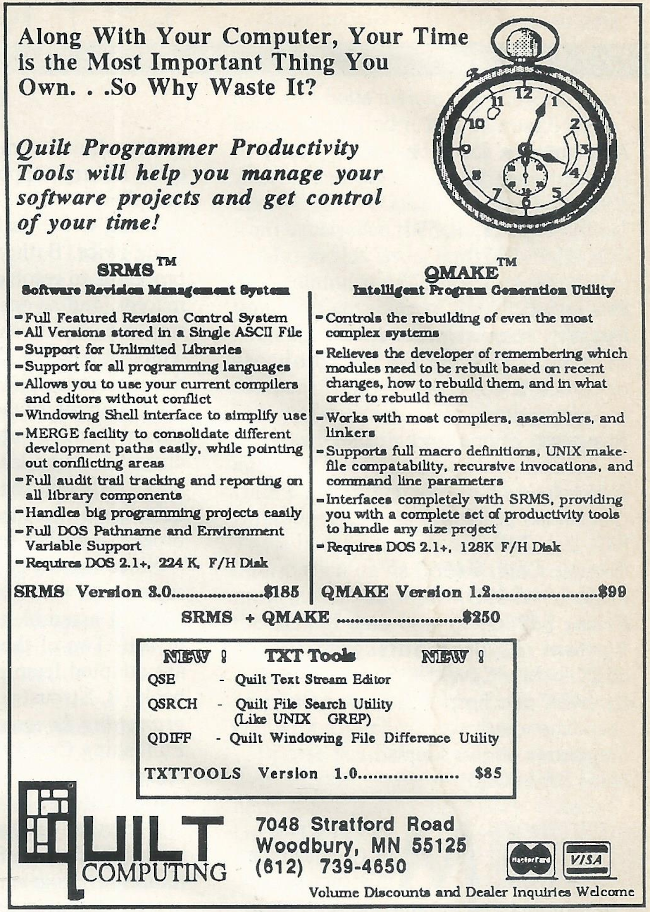 Along With Your Computer, Your Time
is the Most Important Thing You
Own. . .So Why Waste It?
12
1
2
3
4
5
6
7
8
9
10
11
Quilt Programmer Productivity
Tools will help you manage your
software projects and get control
of your time!
SRMS™
Software Revision Management System
-Full Featured Revision Control System
-All Versions stored in a Single ASCII File
-Support for Unlimited Libraries
-Support for all programming languages
-Allows you to use your current compilers
and editors without conflict
-Windowing Shell interface to simplify use
-MERGE facility to consolidate different
development paths easily, while pointing
out conflicting areas
-Full audit trail tracking and reporting on
all library components
-Handles big programming projects easily
-Full DOS Pathname and Environment
Variable Support
-Requires DOS 2.1+, 224 K, F/H Disk
SRMS Version 3.0......................$185
QMAKE™
Intelligent Program Generation Utility
-Controls the rebuilding of even the most
complex systems
-Relieves the developer of remembering which
modules need to be rebuilt based on recent
changes, how to rebuild them, and in what
order to rebuild them
-Works with most compilers, assemblers, and
linkers
-Supports full macro definitions, UNIX make-
file compatability, recursive invocations, and
command line parameters
-Interfaces completely with SRMS, providing
you with a complete set of productivity tools
to handle any size project
-Requires DOS 2.1+, 128K F/H Disk
QMAKE Version 1.2.........................$99
SRMS + QMAKE .............................$250
NEW ! TXT Tools NEW !
QSE - Quilt Text Stream Editor
QSRCH - Quilt File Search Utility
(Like UNIX GREP)
QDIFF - Quilt Windowing File Difference Utility
TXTTOOLS Version 1.0..................... $85
QUILT
COMPUTING
7048 Stratford Road
Woodbury, MN 55125
(612) 739-4650
MasterCard
VISA
Volume Discounts and Dealer Inquiries Welcome